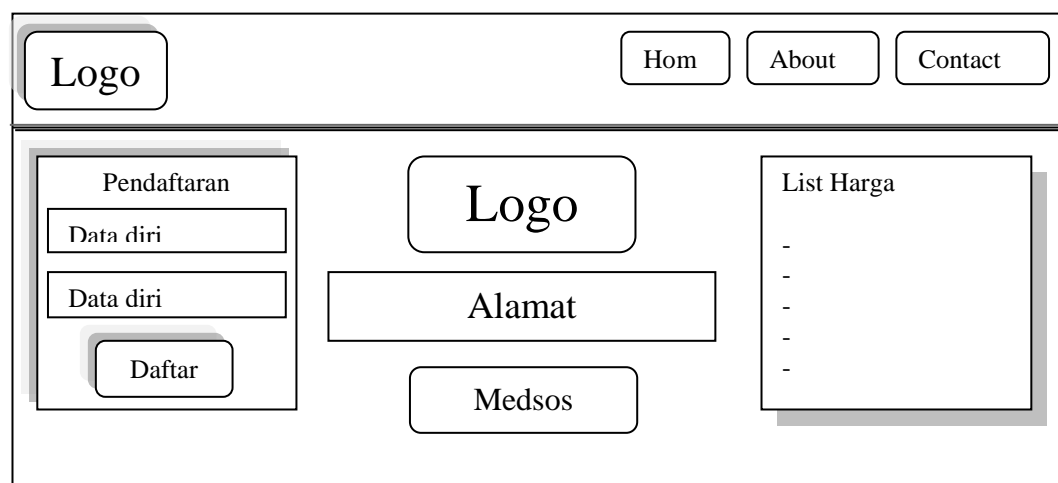 Logo
Hom
About
Contact
Pendaftaran
Data diri
Data diri
Daftar
Logo
Alamat
Medsos
List Harga
-
-
-
-
-